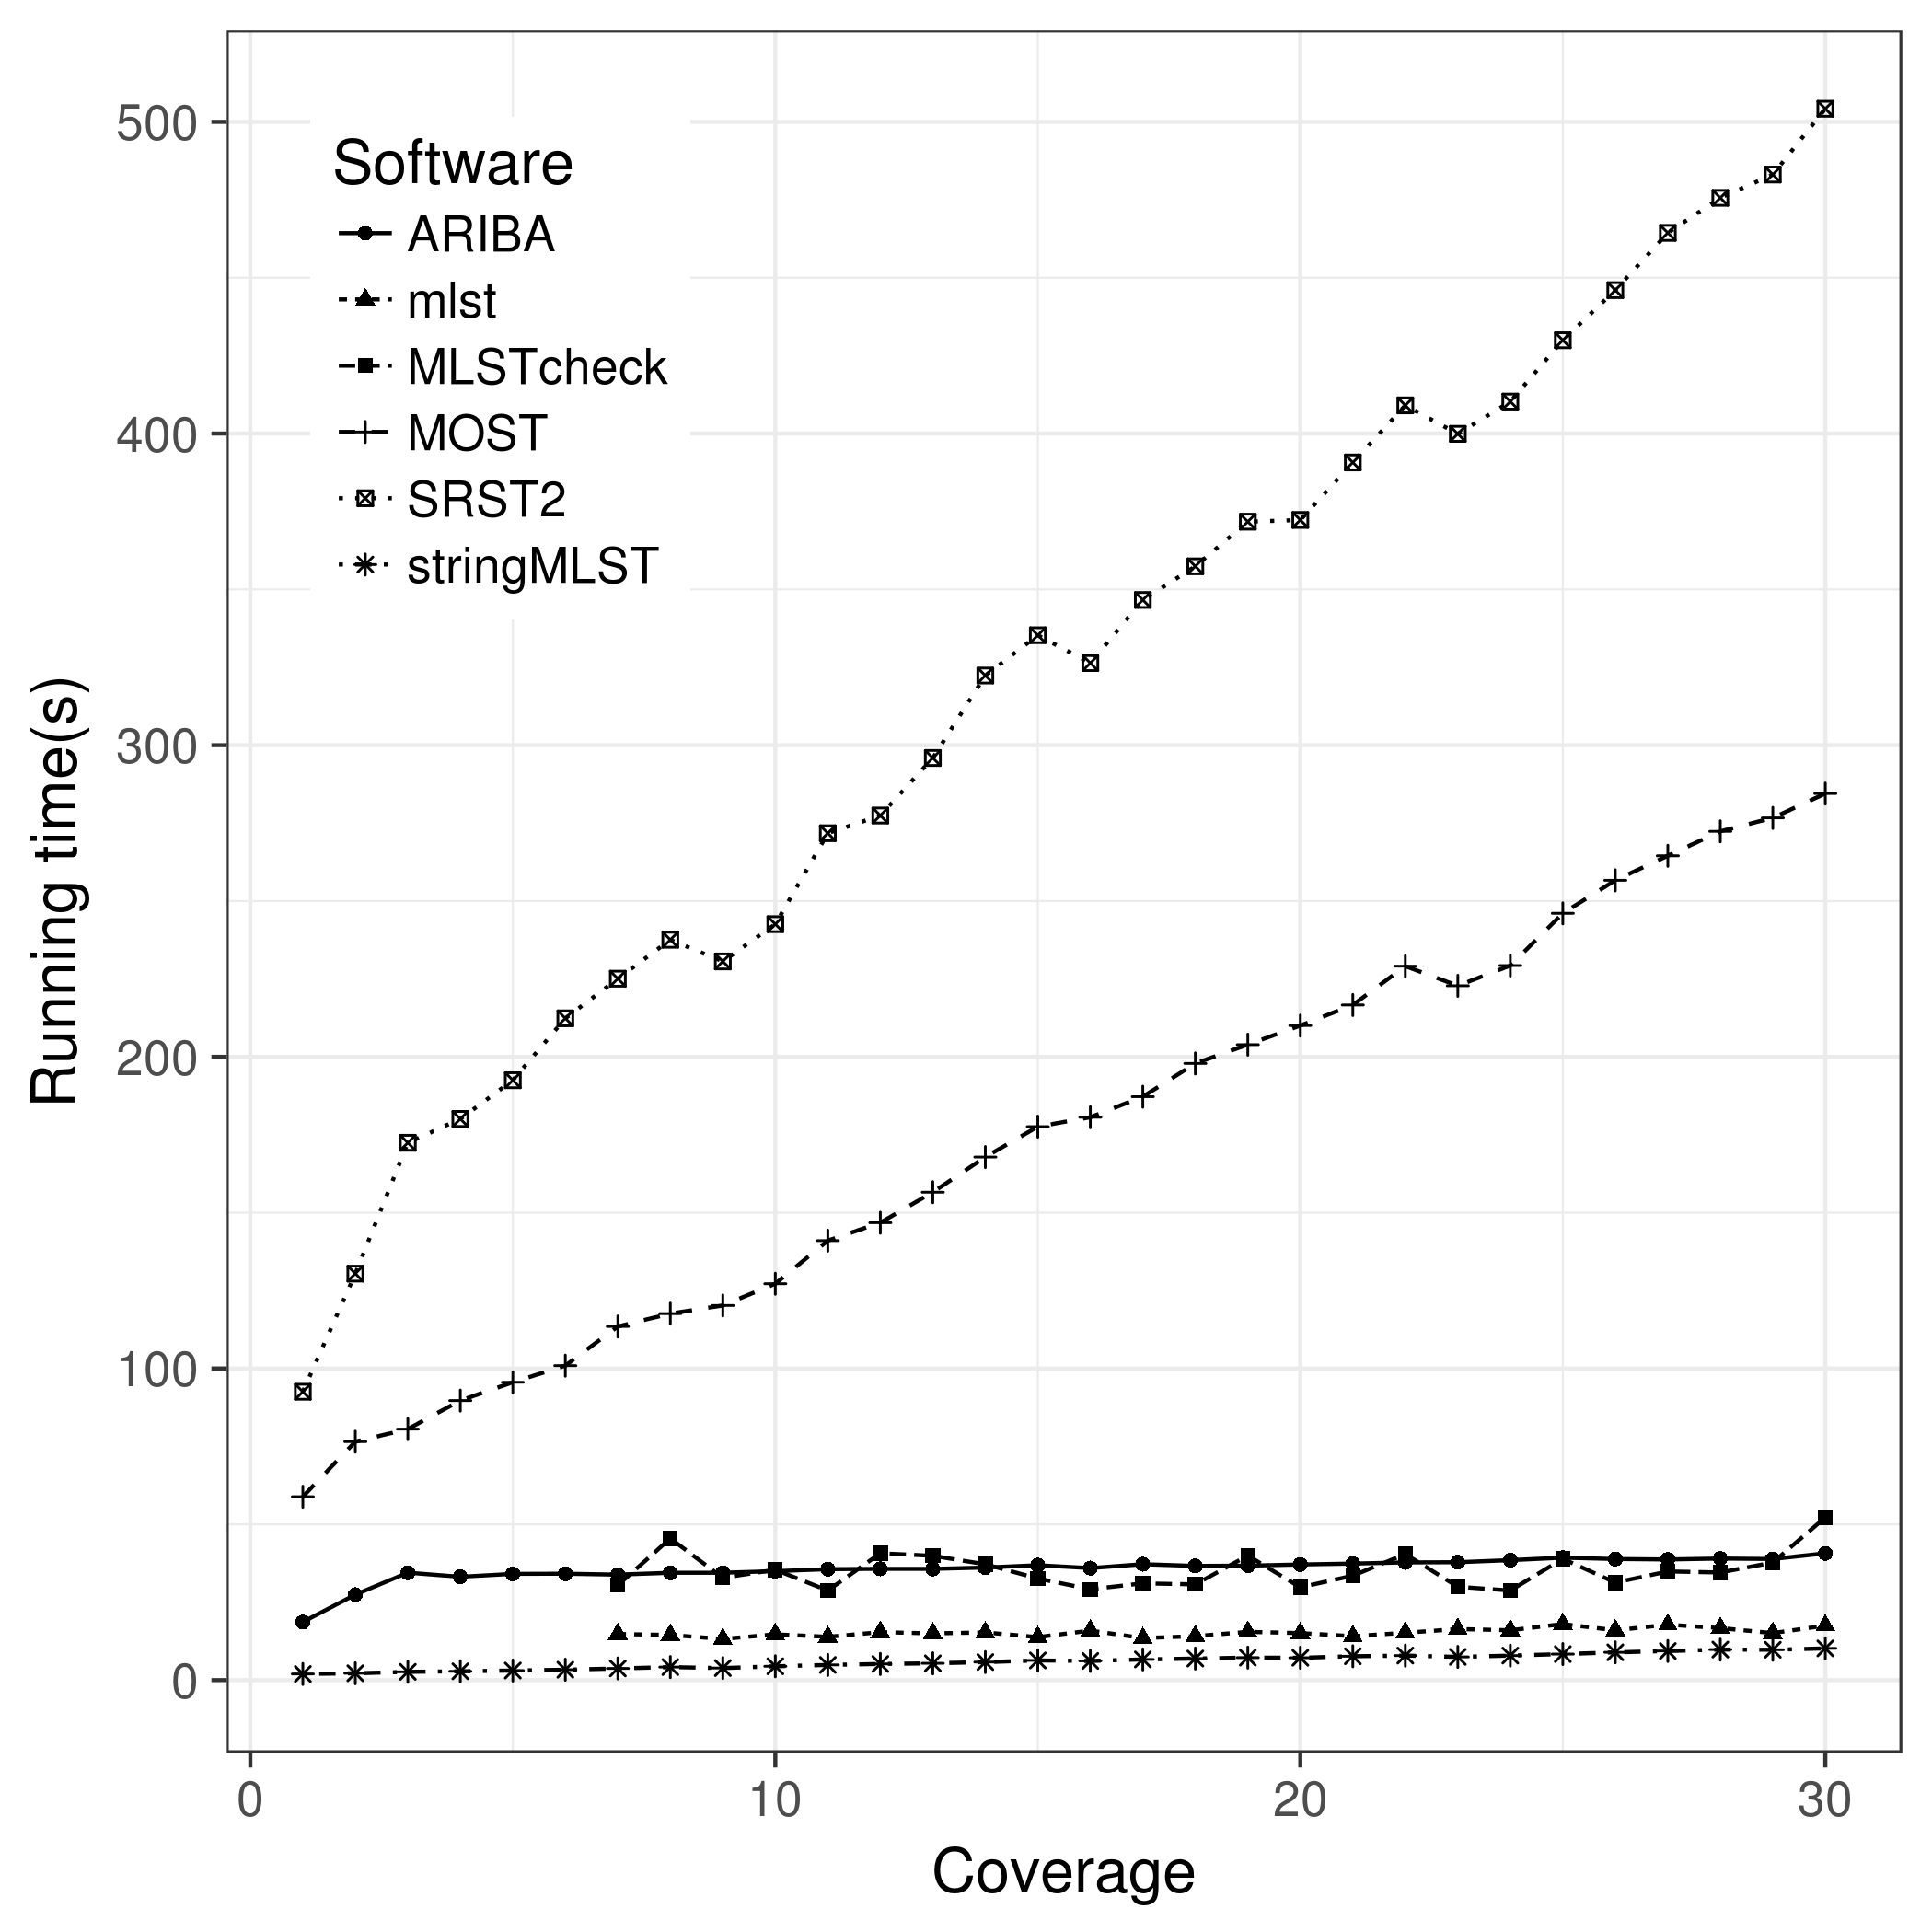 Software
ARIBA
mlst
MLSTcheck
MOST
SRST2
stringMLST
Running time(s)
500
400
300
200
100
0
0 10 20 30
Coverage